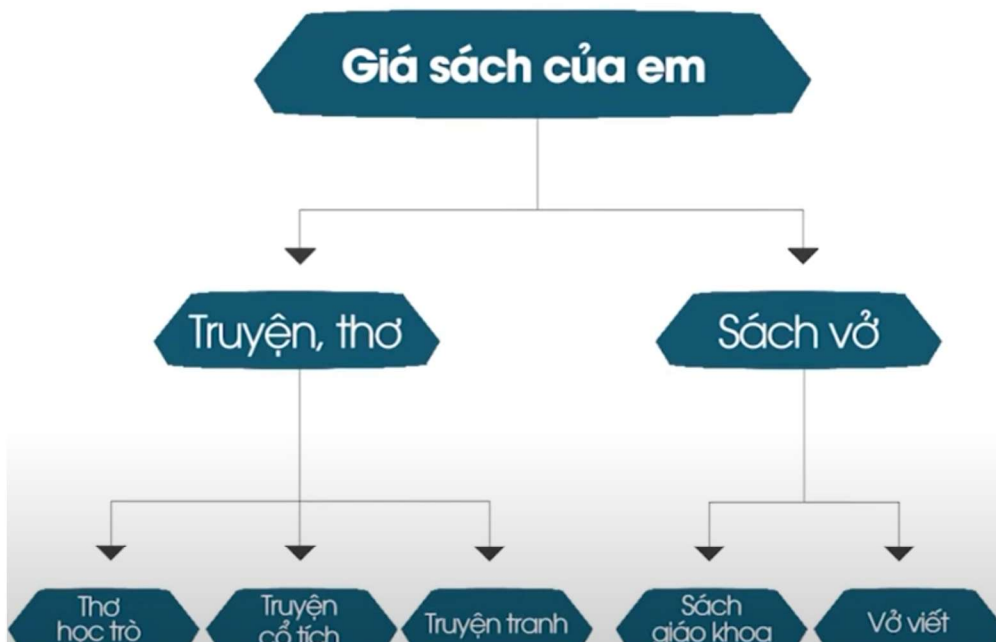 Giá sách của em
Truyện, thơ
Sách vở
Thơ
học trò
Truyện
cổ tích
Truyện tranh
Sách
giáo khoa
Vở viết